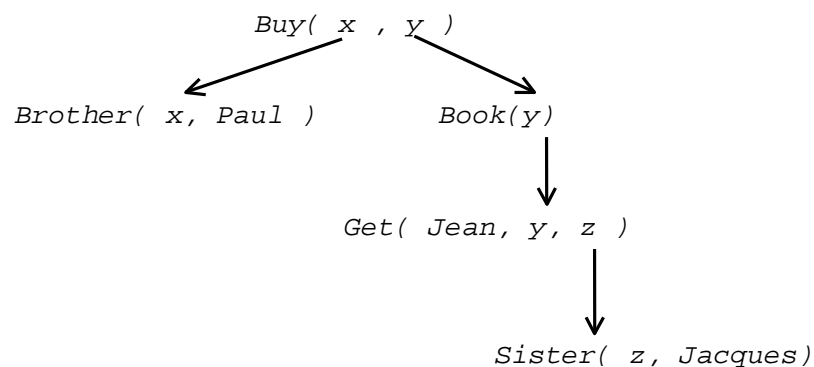 Buy( x , y )
Brother( x, Paul ) Book(y)
Get( Jean, y, z )
Sister( z, Jacques)